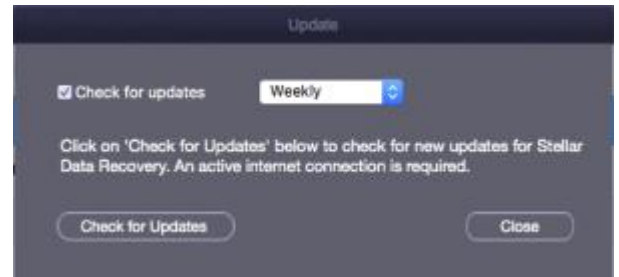 Update
Check for updates Weekly
Click on 'Check for Updates' below to check for new updates for Stellar
Data Recovery. An active internet connection is required.
Check for Updates Close